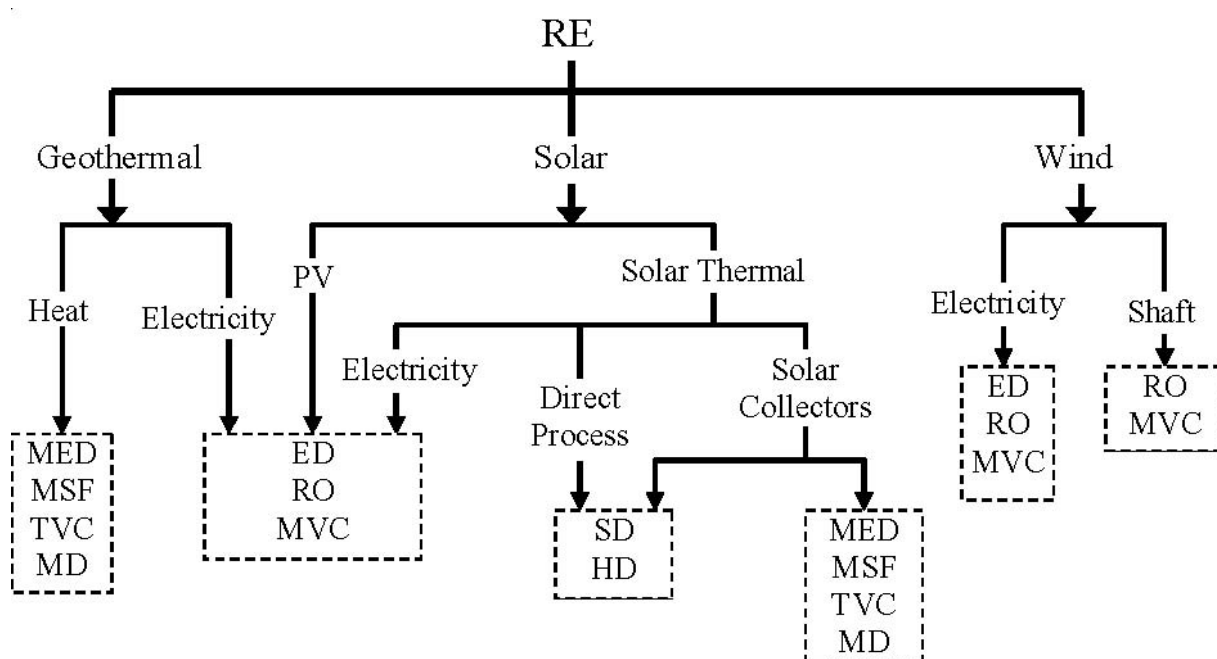 RE
Geothermal
Solar
Wind
PV
Solar Thermal
Heat
Electricity
Electricity
Shaft
Electricity
Direct
Process
Solar
Collectors
MED
MSF
TVC
MD
ED
RO
MVC
SD
HD
MED
MSF
TVC
MD
ED
RO
MVC
RO
MVC